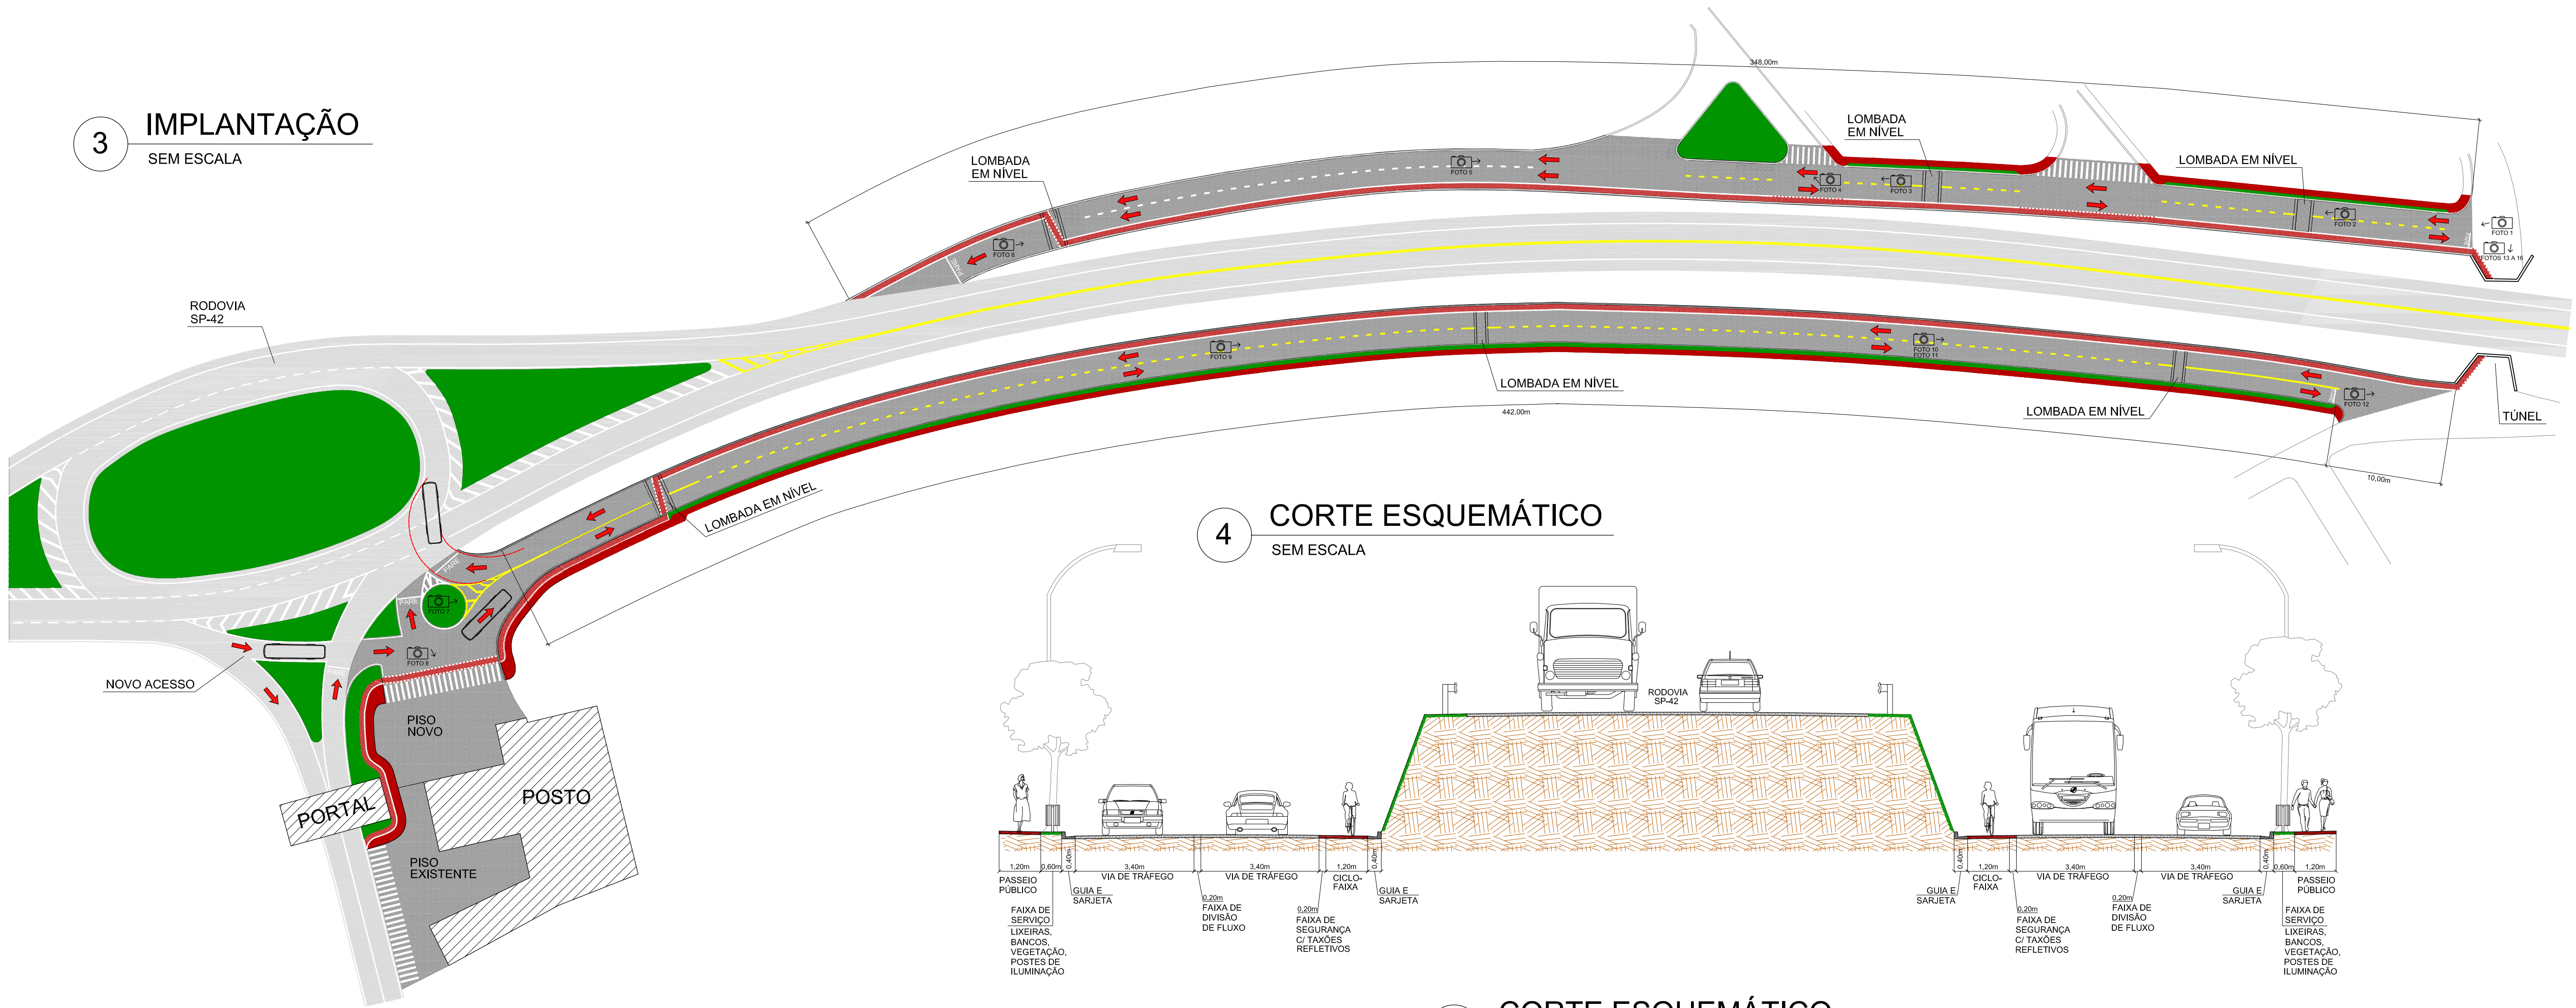 3
IMPLANTAÇÃO
SEM ESCALA
348,00m
LOMBADA
EM NÍVEL
LOMBADA
EM NÍVEL
LOMBADA EM NÍVEL
FOTO 5
FOTO 4
FOTO 3
FOTO 2
FOTO 1
FOTOS 13 A 16
FOTO 6
PARE
PARE
RODOVIA
SP-42
FOTO 9
FOTO 10
FOTO 11
FOTO 12
LOMBADA EM NÍVEL
LOMBADA EM NÍVEL
TÚNEL
442,00m
10,00m
LOMBADA EM NÍVEL
PARE
PARE
FOTO 7
FOTO 8
NOVO ACESSO
PISO
NOVO
POSTO
PORTAL
PISO
EXISTENTE
4
CORTE ESQUEMÁTICO
SEM ESCALA
RODOVIA
SP-42
1,20m
0,60m
0,40m
3,40m
3,40m
1,20m
0,40m
PASSEIO
PÚBLICO
VIA DE TRÁFEGO
VIA DE TRÁFEGO
CICLO-
FAIXA
GUIA E
SARJETA
GUIA E
SARJETA
FAIXA DE
SERVIÇO
LIXEIRAS,
BANCOS,
VEGETAÇÃO,
POSTES DE
ILUMINAÇÃO
0,20m
FAIXA DE
DIVISÃO
DE FLUXO
0,20m
FAIXA DE
SEGURANÇA
C/ TAXÕES
REFLETIVOS
0,40m
1,20m
3,40m
3,40m
0,40m
0,60m
1,20m
CICLO-
FAIXA
VIA DE TRÁFEGO
VIA DE TRÁFEGO
PASSEIO
PÚBLICO
GUIA E
SARJETA
GUIA E
SARJETA
0,20m
FAIXA DE
SEGURANÇA
C/ TAXÕES
REFLETIVOS
0,20m
FAIXA DE
DIVISÃO
DE FLUXO
FAIXA DE
SERVIÇO
LIXEIRAS,
BANCOS,
VEGETAÇÃO,
POSTES DE
ILUMINAÇÃO
CORTE ESQUEMÁTICO